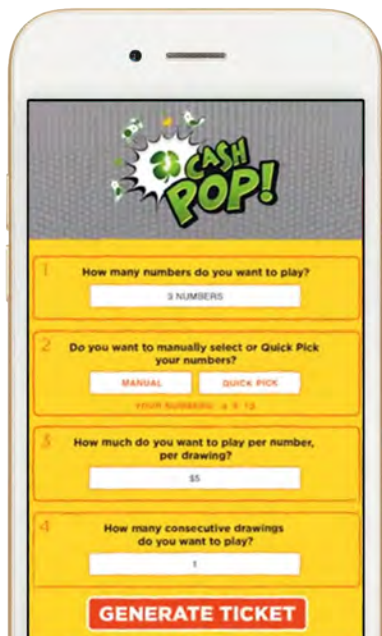 CASH
POP!
1
How many numbers do you want to play?
3 NUMBERS
2
Do you want to manually select or Quick Pick
your numbers?
MANUAL
QUICK PICK
YOUR NUMBERS:
3
How much do you want to play per number,
per drawing?
$5
4
How many consecutive drawings
do you want to play?
1
GENERATE TICKET